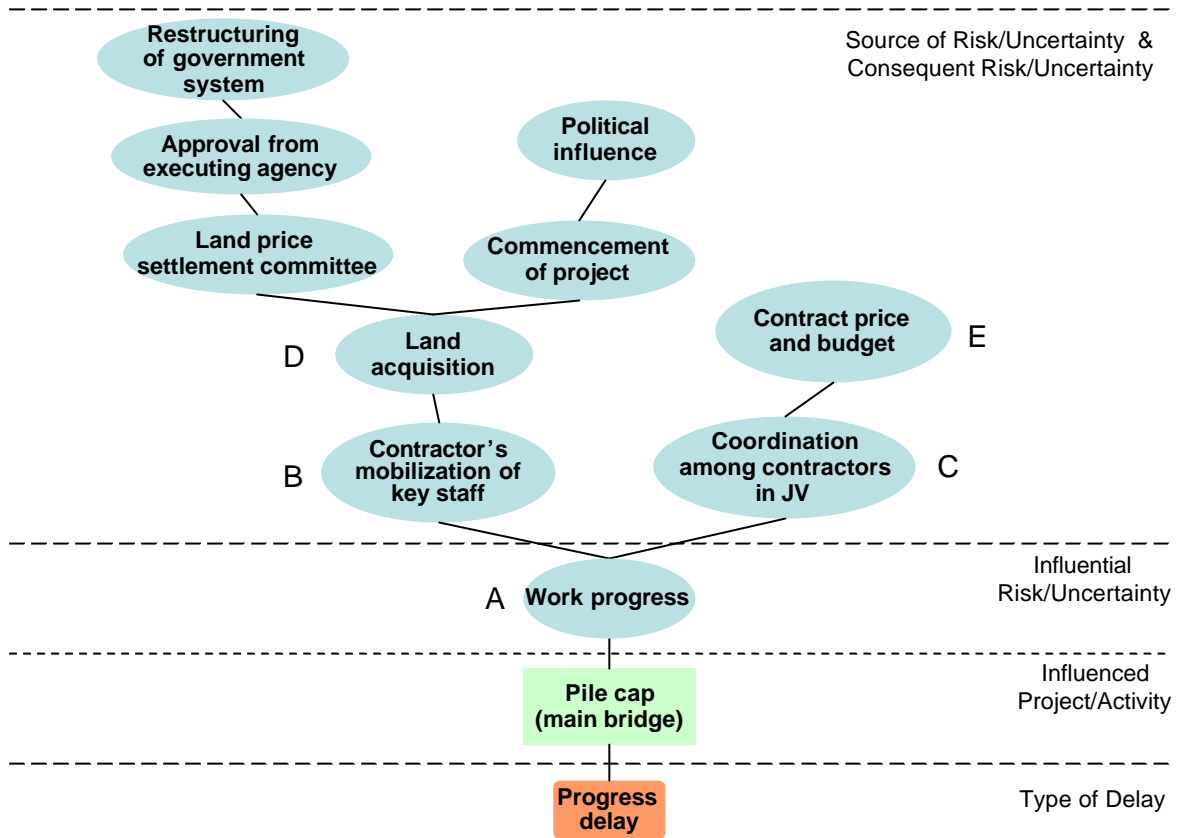 Restructuring
of government
system
Source of Risk/Uncertainty &
Consequent Risk/Uncertainty
Approval from
executing agency
Political
influence
Land price
settlement committee
Commencement
of project
D
Land
acquisition
Contract price
and budget
E
B
Contractor's
mobilization of
key staff
Coordination
among contractors
in JV
C
A
Work progress
Influential
Risk/Uncertainty
Pile cap
(main bridge)
Influenced
Project/Activity
Progress
delay
Type of Delay